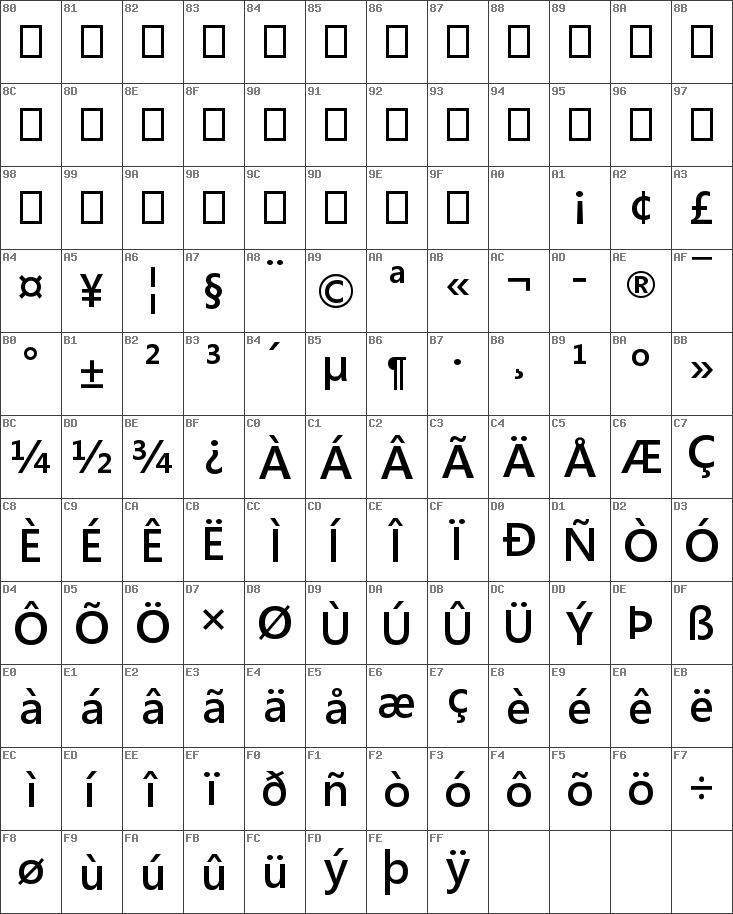 80 81 82 83 84 85 86 87 88 89 8A 8B
8C 8D 8E 8F 90 91 92 93 94 95 96 97
98 99 9A 9B 9C 9D 9E 9F A0 A1 A2 A3
¡ ¢ £
A4 A5 A6 A7 A8 A9 AA AB AC AD AE AF
¤ ¥ ¦ § ¨ © ª « ¬ - ® ¯
B0 B1 B2 B3 B4 B5 B6 B7 B8 B9 BA BB
° ± ² ³ ´ µ ¶ · ¸ ¹ º »
BC BD BE BF C0 C1 C2 C3 C4 C5 C6 C7
¼ ½ ¾ ¿ À Á Â Ã Ä Å Æ Ç
C8 C9 CA CB CC CD CE CF D0 D1 D2 D3
È É Ê Ë Ì Í Î Ï Ð Ñ Ò Ó
D4 D5 D6 D7 D8 D9 DA DB DC DD DE DF
Ô Õ Ö × Ø Ù Ú Û Ü Ý Þ ß
E0 E1 E2 E3 E4 E5 E6 E7 E8 E9 EA EB
à á â ã ä å æ ç è é ê ë
EC ED EE EF F0 F1 F2 F3 F4 F5 F6 F7
ì í î ï ð ñ ò ó ô õ ö ÷
F8 F9 FA FB FC FD FE FF
ø ù ú û ü ý þ ÿ